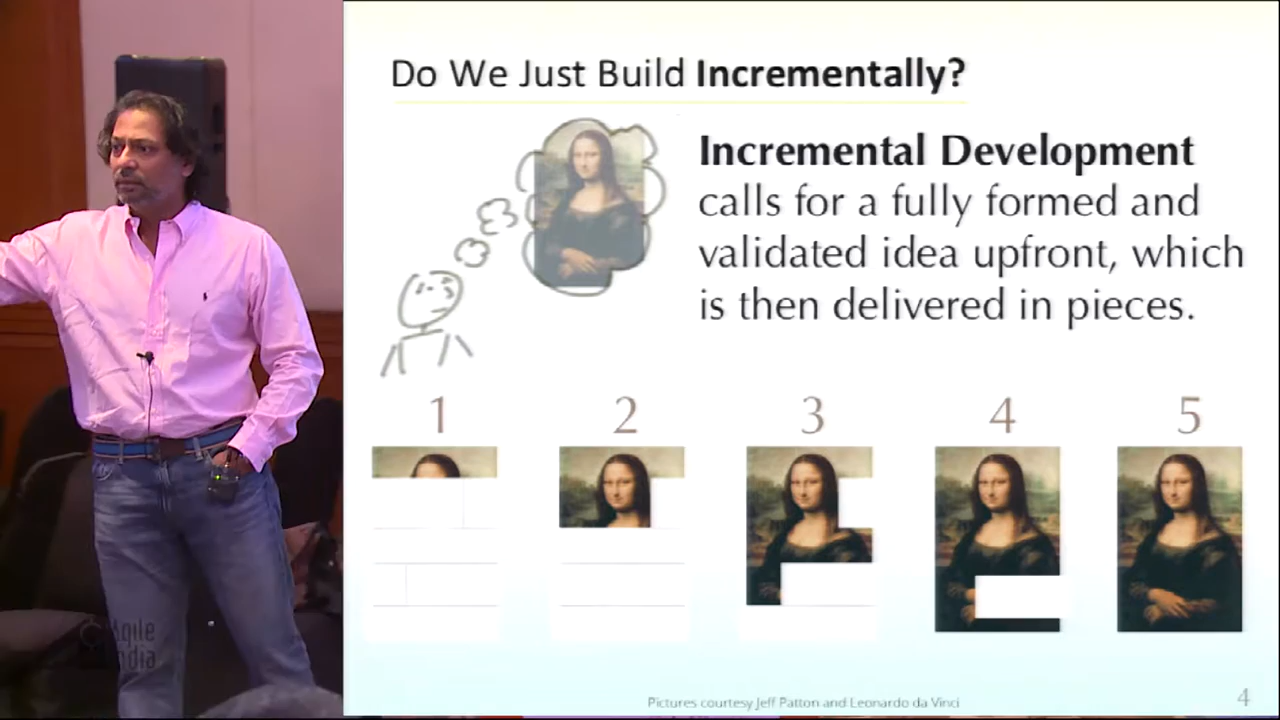 Do We Just Build Incrementally?
Incremental Development
calls for a fully formed and
validated idea upfront, which
is then delivered in pieces.
1 2 3 4 5
Pictures courtesy Jeff Patton and Leonardo da Vinci
4
Agile
India